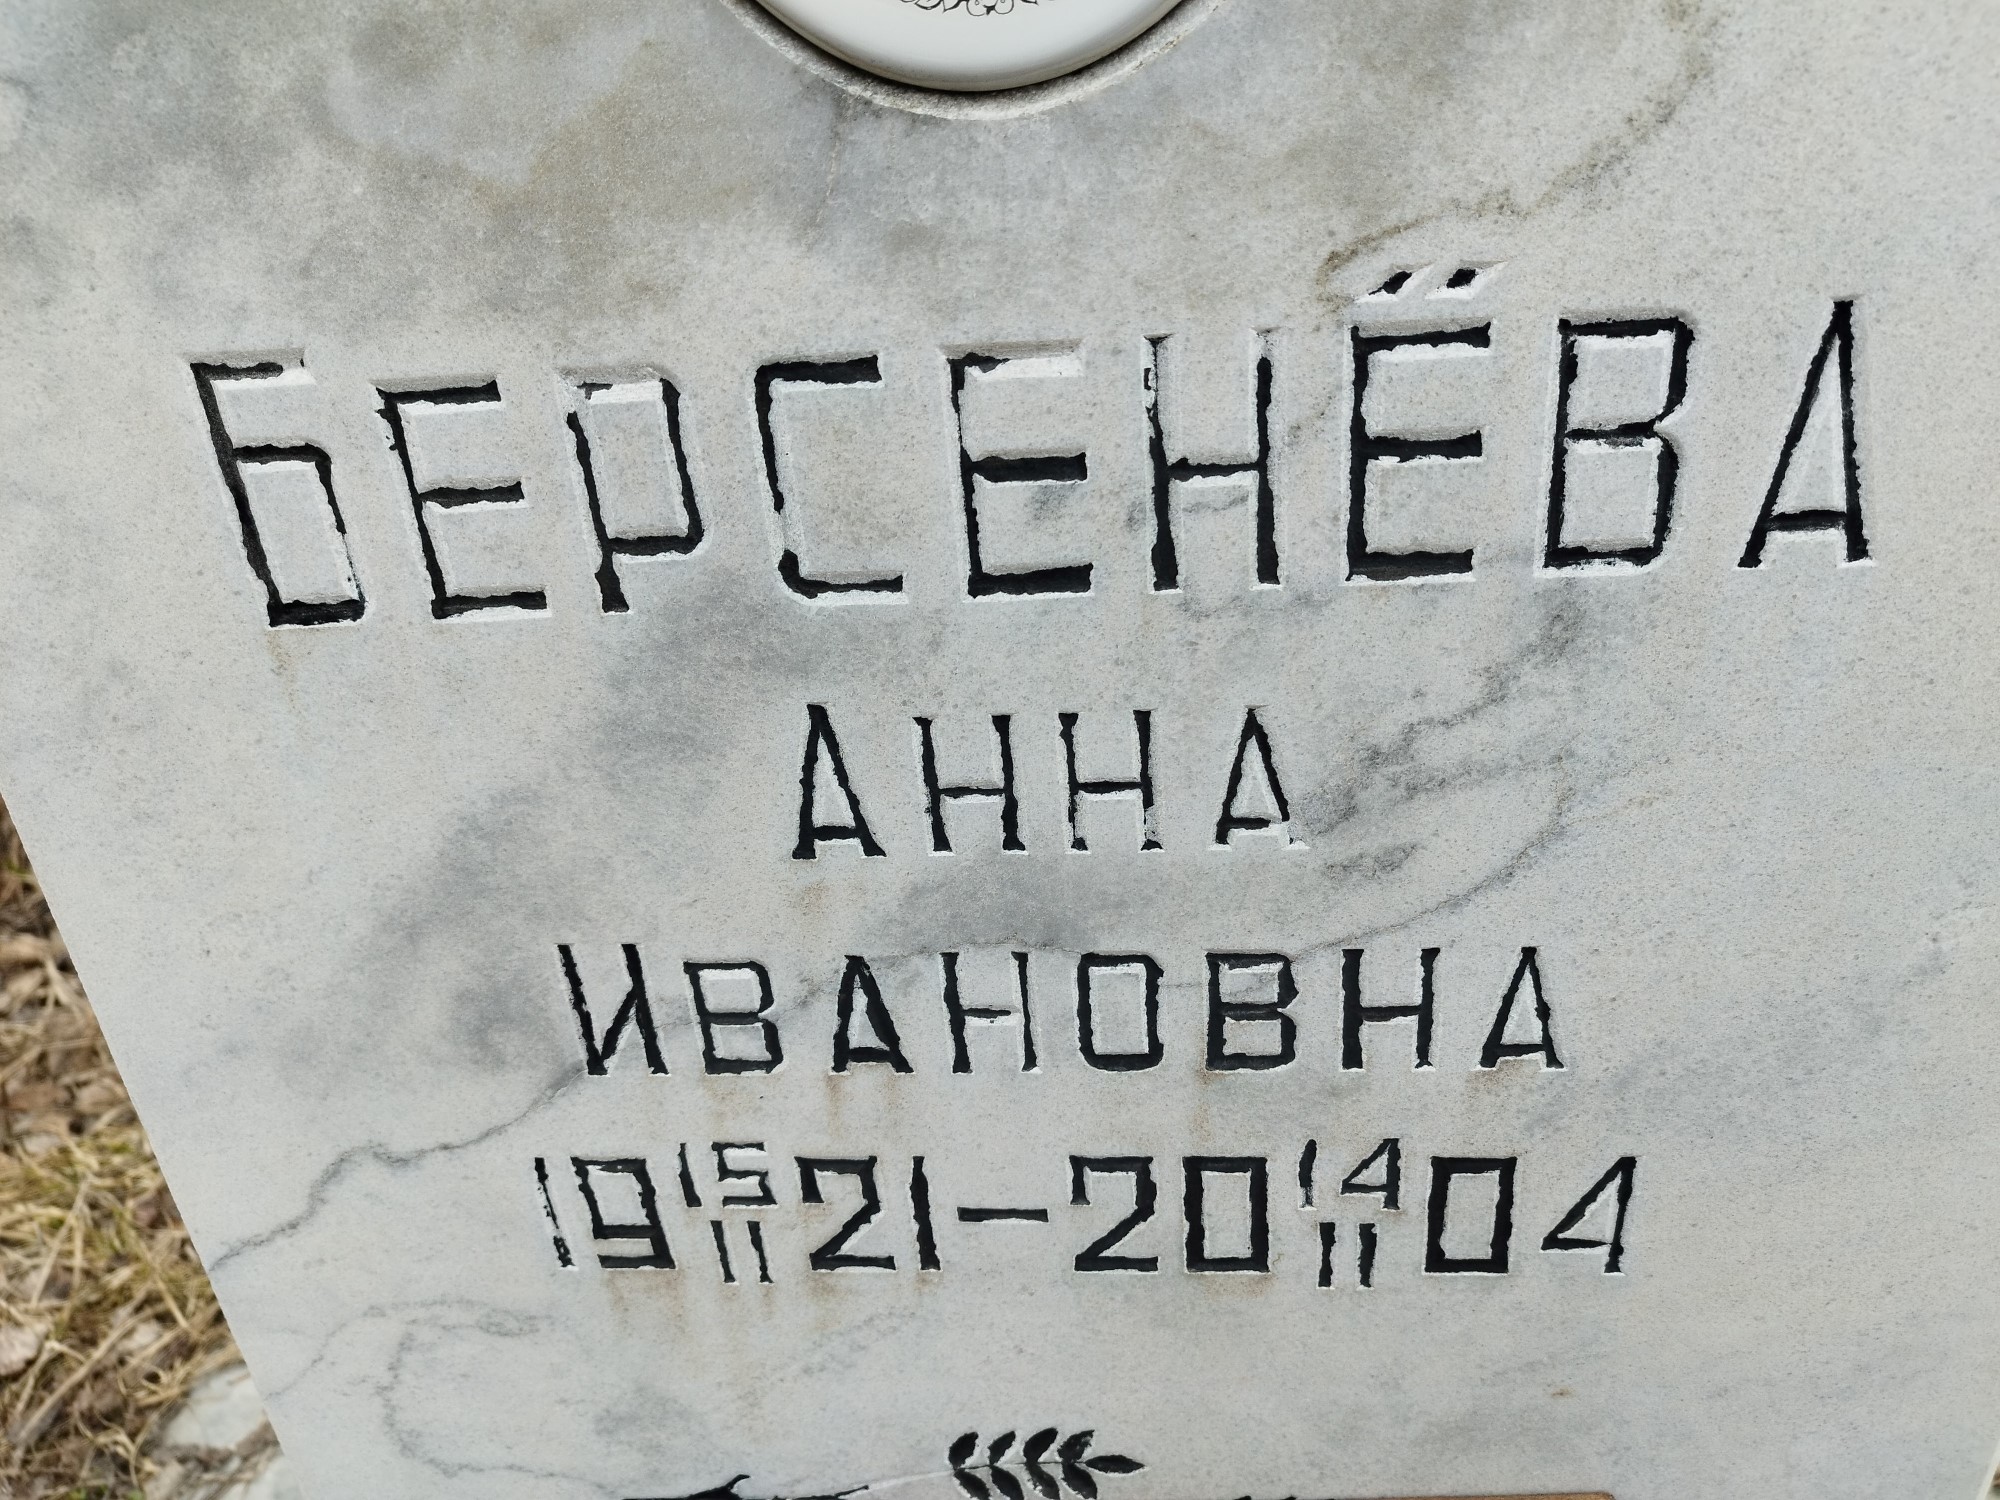 БЕРСЕНЁВА
АННА
ИВАНОВНА
19 15/II 21 — 20 14/II 04